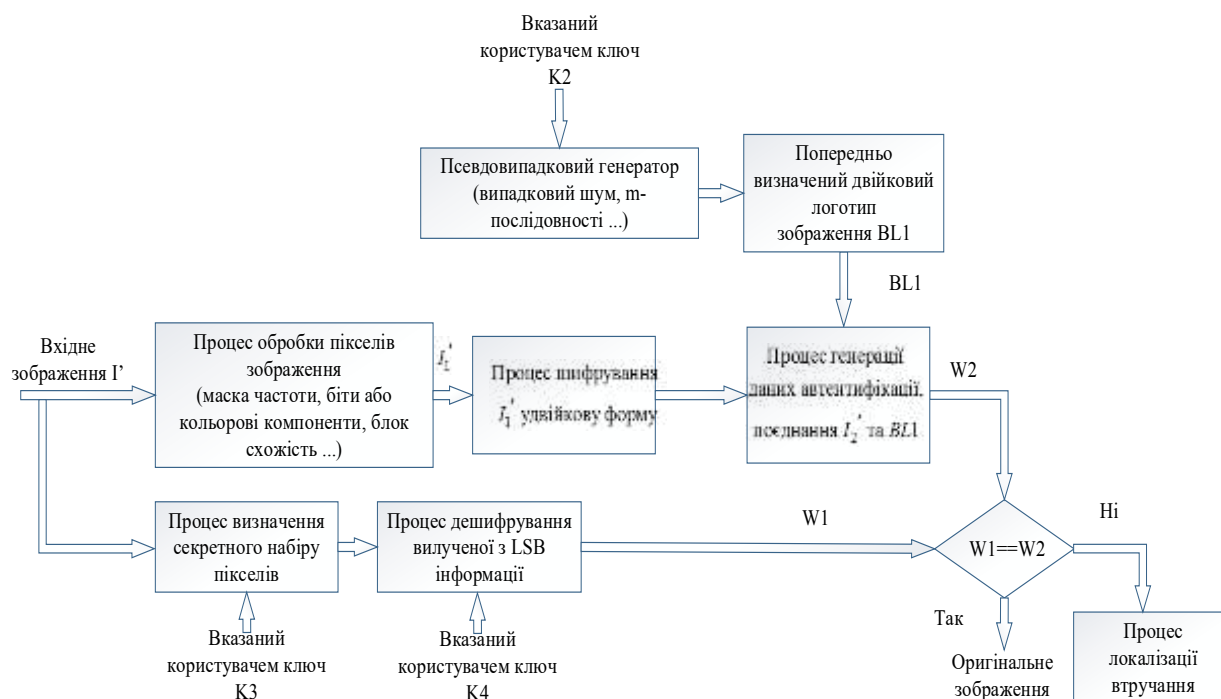 Вказаний
користувачем ключ
K2
Псевдовипадковий генератор
(випадковий шум, m-
послідовності ...)
Попередньо
визначений двійковий
логотип
зображення BL1
BL1
Вхідне
зображення I’
Процес обробки пікселів
зображення
(маска частоти, біти або
кольорові компоненти, блок
схожість ...)
I₁'
Процес шифрування
I₁' удвійкову форму
Процес генерації
даних автентифікації,
поєднання I₂' та BL1
W2
Процес визначення
секретного набіру
пікселів
Процес дешифрування
вилученої з LSB
інформації
W1
W1==W2
Ні
Так
Вказаний
користувачем ключ
K3
Вказаний
користувачем ключ
K4
Оригінальне
зображення
Процес
локалізації
втручання